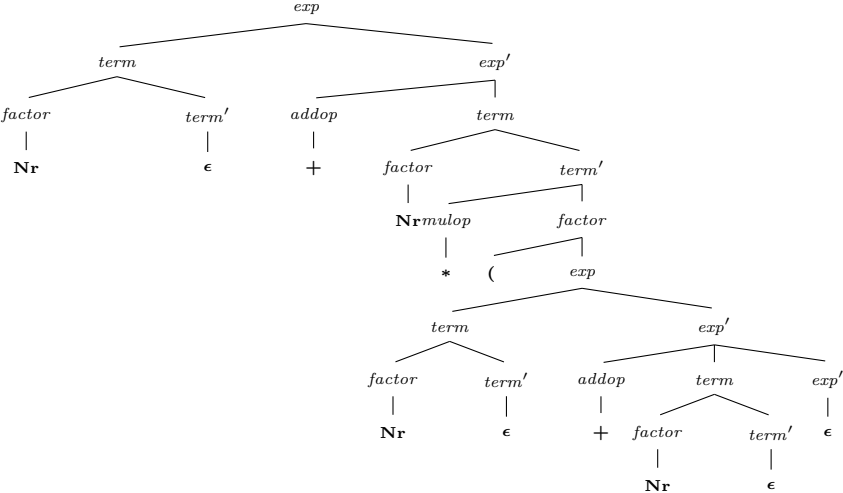 exp
term exp′
factor term′ addop term
Nr ϵ + factor term′
Nr mulop factor
* ( exp
term exp′
factor term′ addop term exp′
Nr ϵ + factor term′ ϵ
Nr ϵ